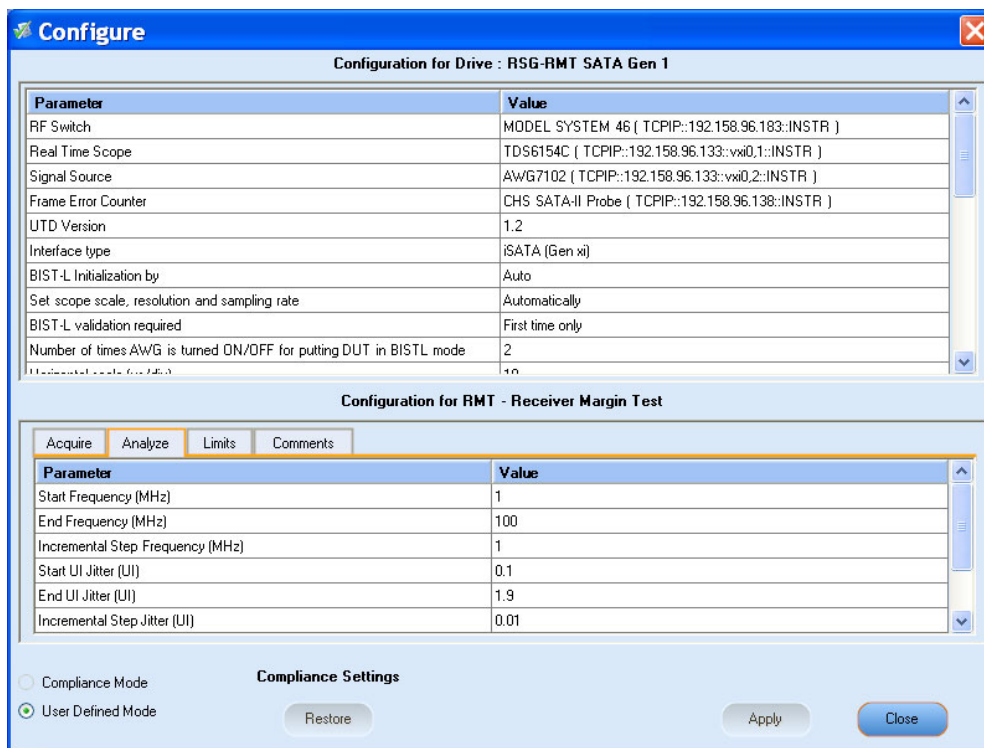 Configure
Configuration for Drive : RSG-RMT SATA Gen 1
Parameter Value
RF Switch MODEL SYSTEM 46 ( TCPIP::192.158.96.183::INSTR )
Real Time Scope TDS6154C ( TCPIP::192.158.96.133::vxi0,1::INSTR )
Signal Source AWG7102 ( TCPIP::192.158.96.133::vxi0,2::INSTR )
Frame Error Counter CHS SATA-II Probe ( TCPIP::192.158.96.138::INSTR )
UTD Version 1.2
Interface type iSATA (Gen xi)
BIST-L Initialization by Auto
Set scope scale, resolution and sampling rate Automatically
BIST-L validation required First time only
Number of times AWG is turned ON/OFF for putting DUT in BISTL mode 2
Horizontal scale (us/div) 10
Configuration for RMT - Receiver Margin Test
Acquire Analyze Limits Comments
Parameter Value
Start Frequency (MHz) 1
End Frequency (MHz) 100
Incremental Step Frequency (MHz) 1
Start UI Jitter (UI) 0.1
End UI Jitter (UI) 1.9
Incremental Step Jitter (UI) 0.01
Compliance Mode
Compliance Settings
User Defined Mode
Restore Apply Close